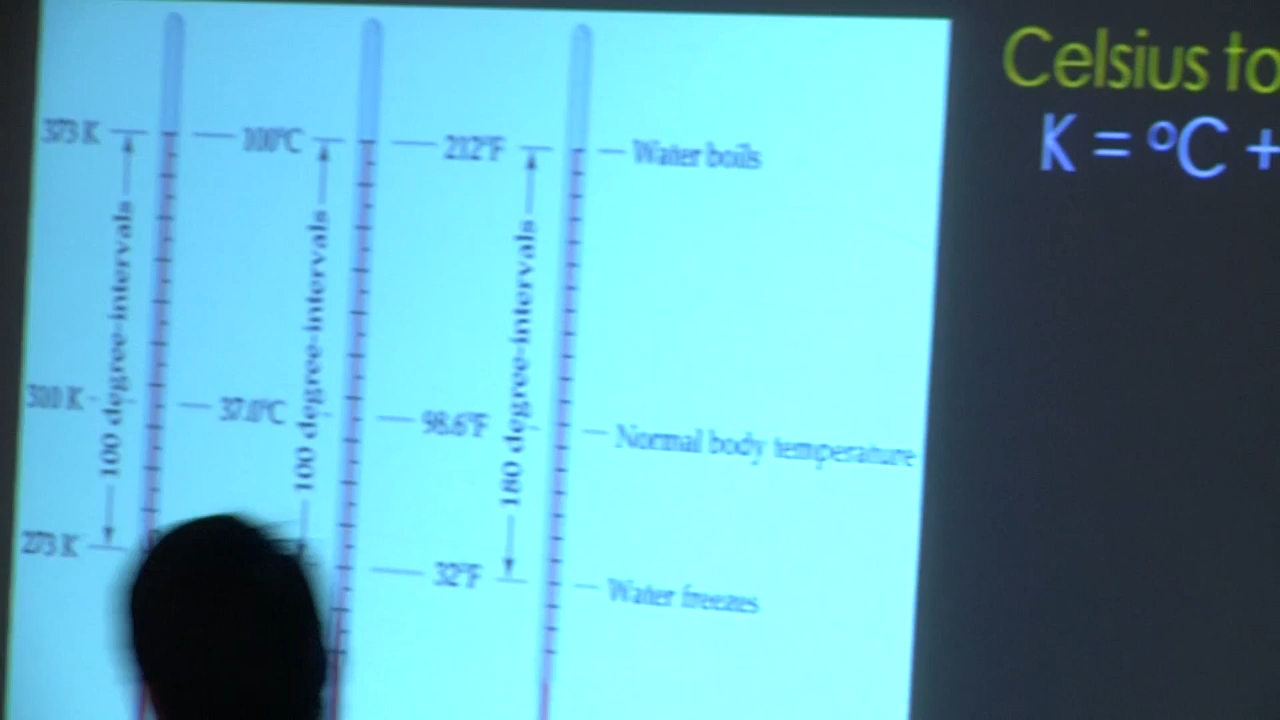 Celsius to
K = °C +
373 K
100°C
212°F
Water boils
100 degree-intervals
100 degree-intervals
180 degree-intervals
310 K
37.0°C
98.6°F
Normal body temperature
273 K
32°F
Water freezes